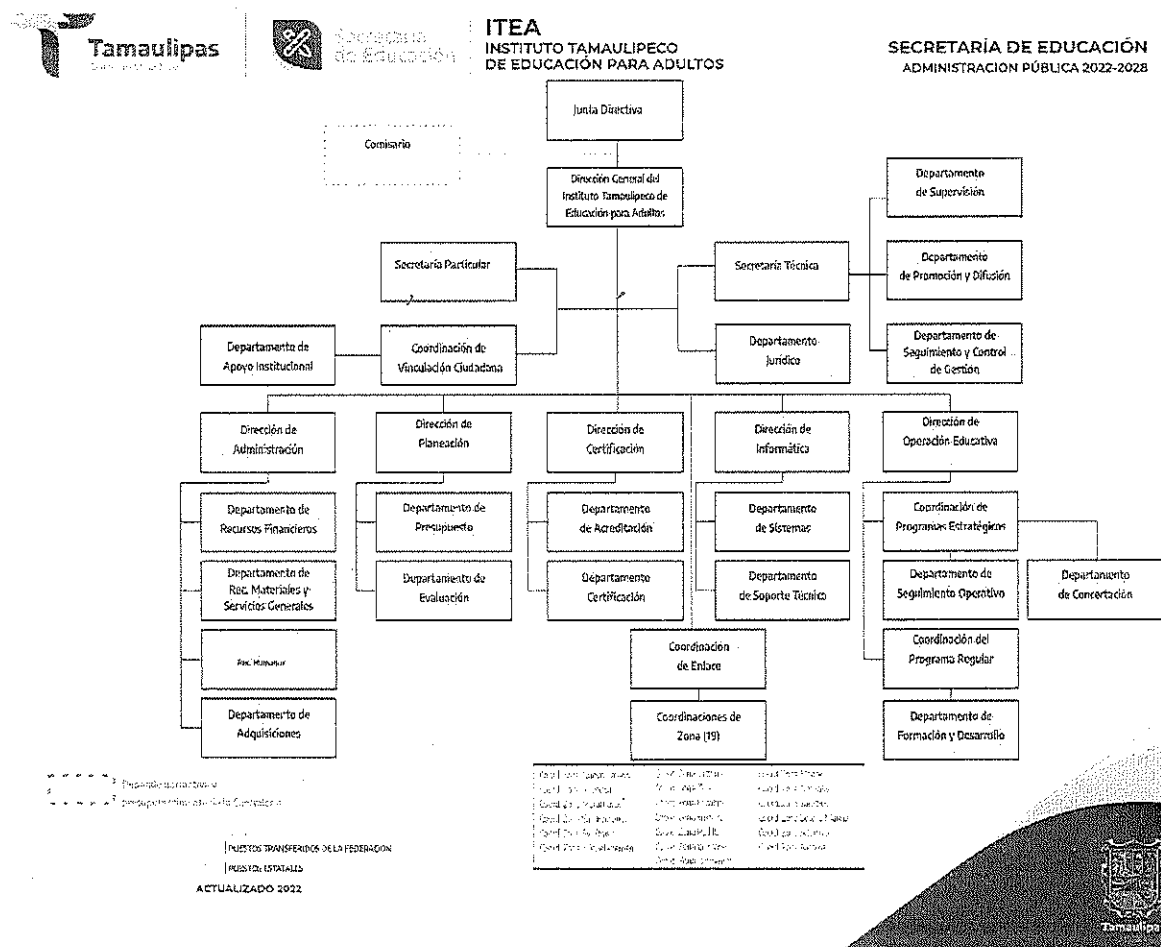 Tamaulipas
Secretaría
de Educación
ITEA
INSTITUTO TAMAULIPECO
DE EDUCACIÓN PARA ADULTOS
SECRETARÍA DE EDUCACIÓN
ADMINISTRACION PÚBLICA 2022-2028
Junta Directiva
Comisario
Dirección General del
Instituto Tamaulipeco de
Educación para Adultos
Departamento
de Supervisión
Secretaría Particular
Secretaría Técnica
Departamento
de Promoción y Difusión
Departamento de
Apoyo Institucional
Coordinación de
Vinculación Ciudadana
Departamento
Jurídico
Departamento de
Seguimiento y Control
de Gestión
Dirección de
Administración
Dirección de
Planeación
Dirección de
Certificación
Dirección de
Informática
Dirección de
Operación Educativa
Departamento de
Recursos Financieros
Departamento de
Presupuesto
Departamento
de Acreditación
Departamento
de Sistemas
Coordinación de
Programas Estratégicos
Departamento de
Rec. Materiales y
Servicios Generales
Departamento de
Evaluación
Departamento
Certificación
Departamento
de Soporte Técnico
Departamento de
Seguimiento Operativo
Departamento
de Concertación
Rec. Humanos
Coordinación
de Enlace
Coordinación del
Programa Regular
Departamento de
Adquisiciones
Coordinaciones de
Zona (19)
Departamento de
Formación y Desarrollo
PUESTOS TRANSFERIDOS DE LA FEDERACION
PUESTOS ESTATALES
ACTUALIZADO 2022
Tamaulipas